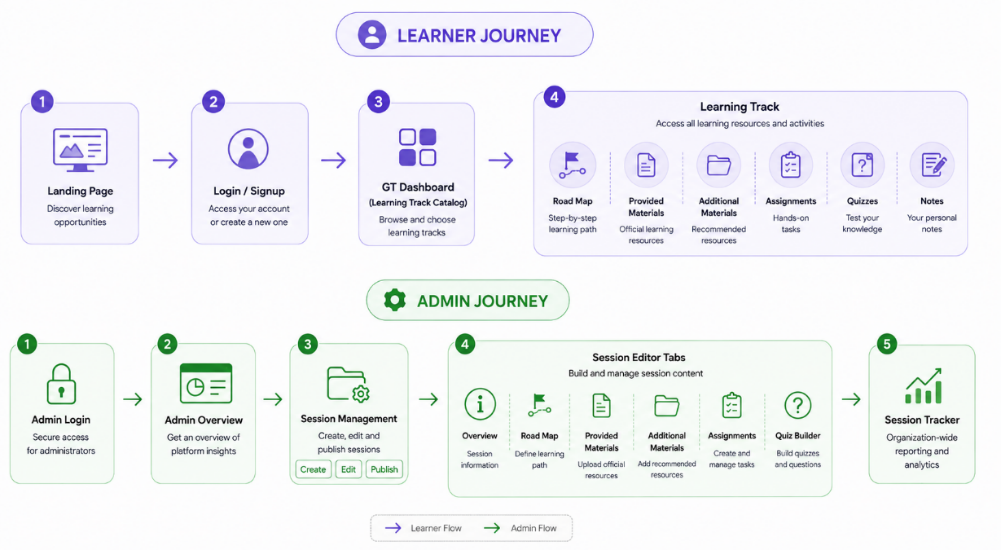 LEARNER JOURNEY
1
Landing Page
Discover learning
opportunities
2
Login / Signup
Access your account
or create a new one
3
GT Dashboard
(Learning Track Catalog)
Browse and choose
learning tracks
4
Learning Track
Access all learning resources and activities
Road Map
Step-by-step
learning path
Provided
Materials
Official learning
resources
Additional
Materials
Recommended
resources
Assignments
Hands-on
tasks
Quizzes
Test your
knowledge
Notes
Your personal
notes
ADMIN JOURNEY
1
Admin Login
Secure access
for administrators
2
Admin Overview
Get an overview of
platform insights
3
Session Management
Create, edit and
publish sessions
Create
Edit
Publish
4
Session Editor Tabs
Build and manage session content
Overview
Session
information
Road Map
Define learning
path
Provided
Materials
Upload official
resources
Additional
Materials
Add recommended
resources
Assignments
Create and
manage tasks
Quiz Builder
Build quizzes
and questions
5
Session Tracker
Organization-wide
reporting and
analytics
Learner Flow
Admin Flow